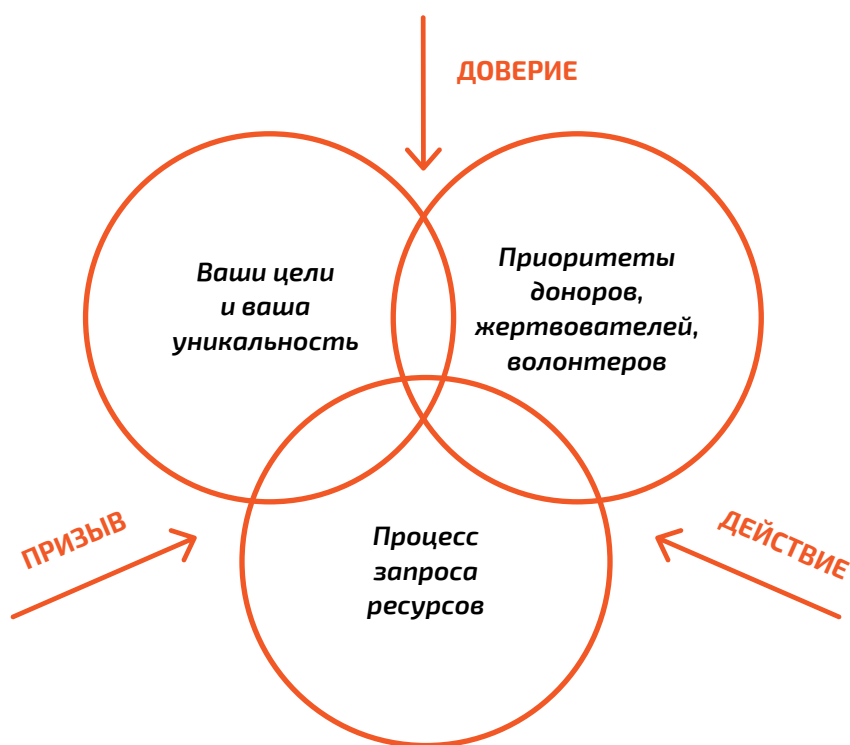 ДОВЕРИЕ
Ваши цели
и ваша
уникальность
Приоритеты
доноров,
жертвователей,
волонтеров
ПРИЗЫВ
ДЕЙСТВИЕ
Процесс
запроса
ресурсов